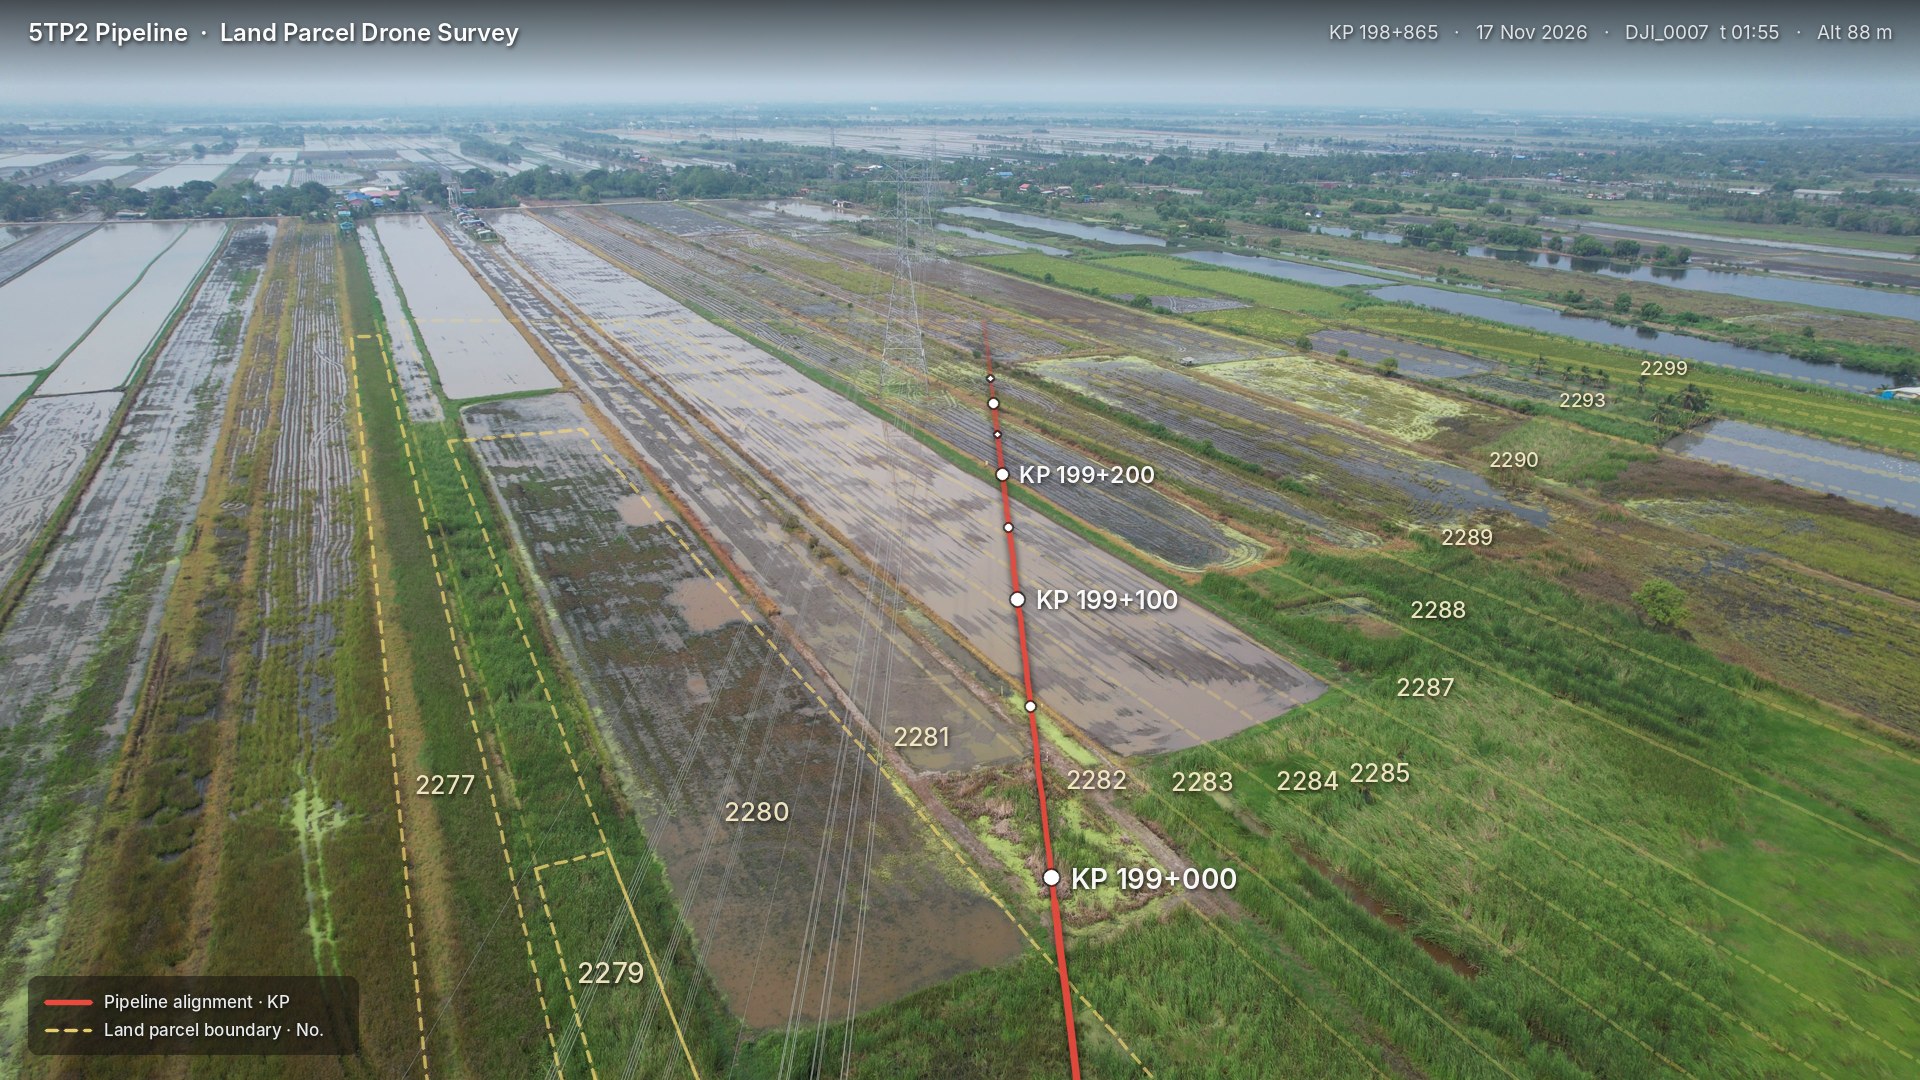 5TP2 Pipeline · Land Parcel Drone Survey
KP 198+865 · 17 Nov 2026 · DJI_0007 t 01:55 · Alt 88 m
2299
2293
2290
KP 199+200
2289
KP 199+100
2288
2287
2281
2282
2283
2284
2285
2277
2280
KP 199+000
2279
Pipeline alignment · KP
Land parcel boundary · No.